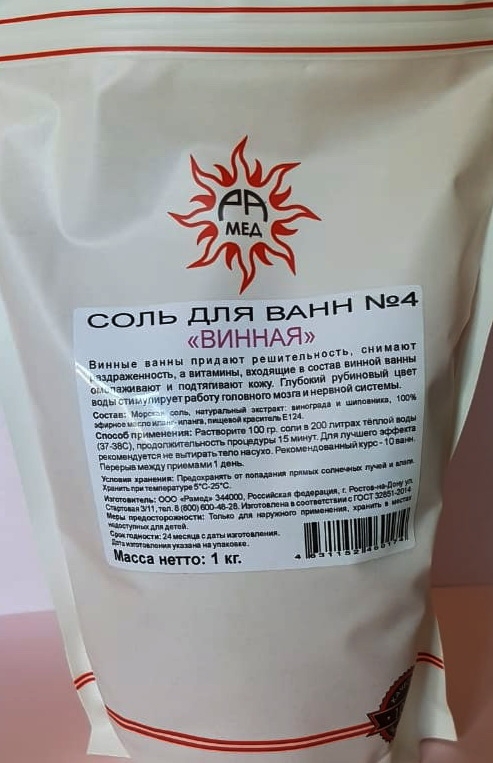 РА
МЕД
СОЛЬ ДЛЯ ВАНН №4
«ВИННАЯ»
Винные ванны придают решительность, снимают
раздраженность, а витамины, входящие в состав винной ванны
омолаживают и подтягивают кожу. Глубокий рубиновый цвет
воды стимулирует работу головного мозга и нервной системы.
Состав: Морская соль, натуральный экстракт: винограда и шиповника, 100%
эфирное масло иланг- иланга, пищевой краситель Е124.
Способ применения: Растворите 100 гр. соли в 200 литрах тёплой воды
(37-38С), продолжительность процедуры 15 минут. Для лучшего эффекта
рекомендуется не вытирать тело насухо. Рекомендованный курс - 10 ванн.
Перерыв между приемами 1 день.
Условия хранения: Предохранять от попадания прямых солнечных лучей и влаги.
Хранить при температуре 5°С-25°С.
Изготовитель: ООО «Рамед» 344000, Российская федерация, г. Ростов-на-Дону ул.
Стартовая 3/11, тел. 8 (800) 600-48-28. Изготовлена в соответствии с ГОСТ 32851-2014
Меры предосторожности: Только для наружного применения, хранить в местах
недоступных для детей.
Срок годности: 24 месяца с даты изготовления.
Дата изготовления указана на упаковке.
Масса нетто: 1 кг.